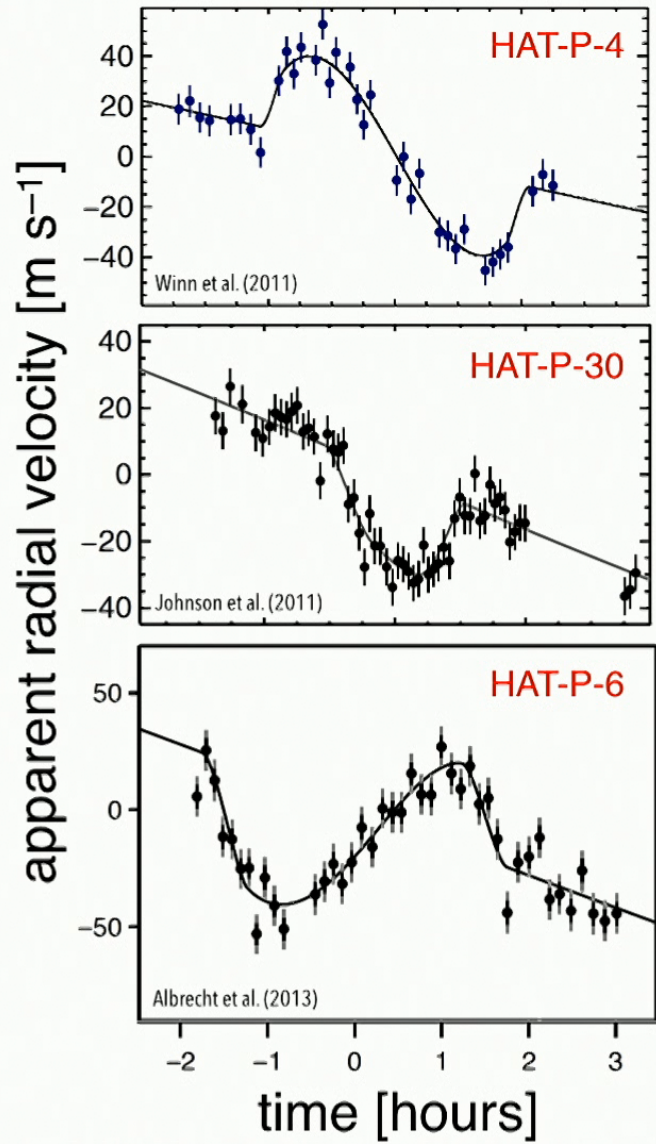 HAT-P-4
40
20
0
−20
−40
Winn et al. (2011)
HAT-P-30
40
20
0
−20
−40
Johnson et al. (2011)
HAT-P-6
50
0
−50
Albrecht et al. (2013)
−2 −1 0 1 2 3
time [hours]
apparent radial velocity [m s⁻¹]